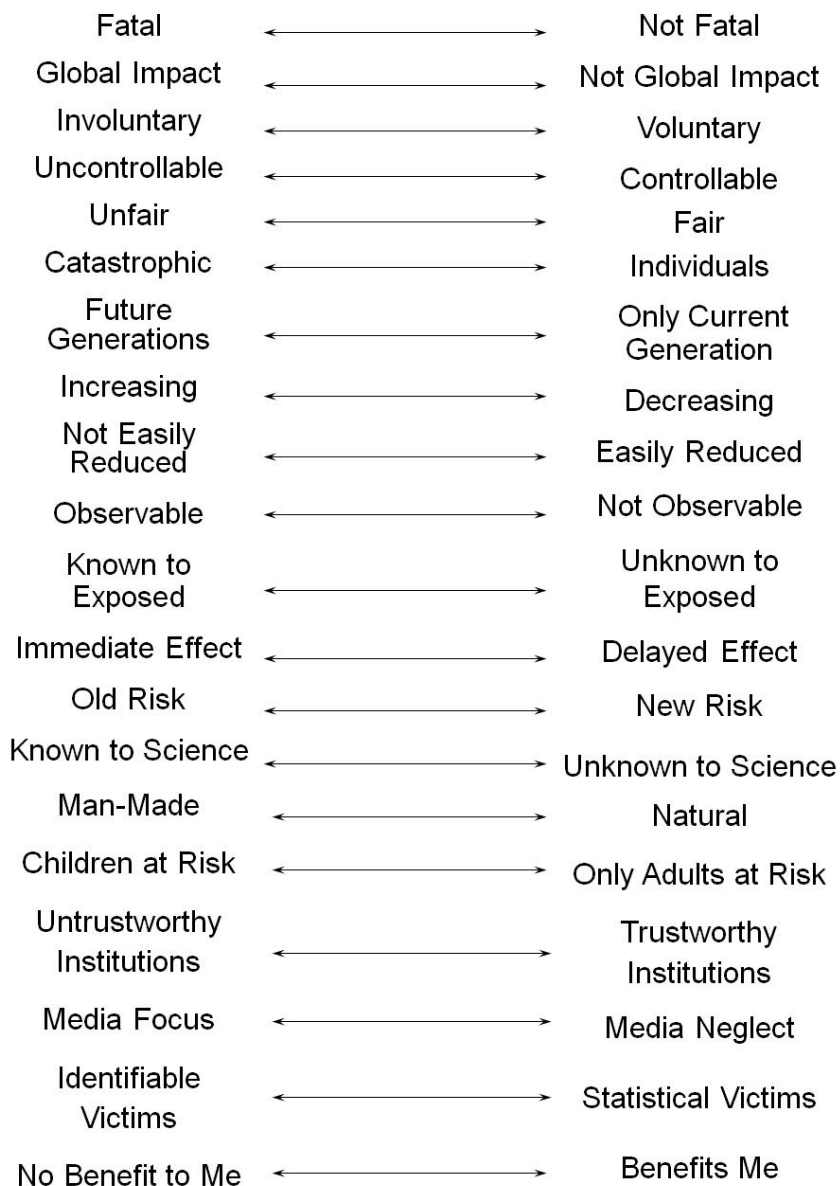 Fatal Not Fatal
Global Impact Not Global Impact
Involuntary Voluntary
Uncontrollable Controllable
Unfair Fair
Catastrophic Individuals
Future
Generations
Only Current
Generation
Increasing Decreasing
Not Easily
Reduced
Easily Reduced
Observable Not Observable
Known to
Exposed
Unknown to
Exposed
Immediate Effect Delayed Effect
Old Risk New Risk
Known to Science Unknown to Science
Man-Made Natural
Children at Risk Only Adults at Risk
Untrustworthy
Institutions
Trustworthy
Institutions
Media Focus Media Neglect
Identifiable
Victims
Statistical Victims
No Benefit to Me Benefits Me